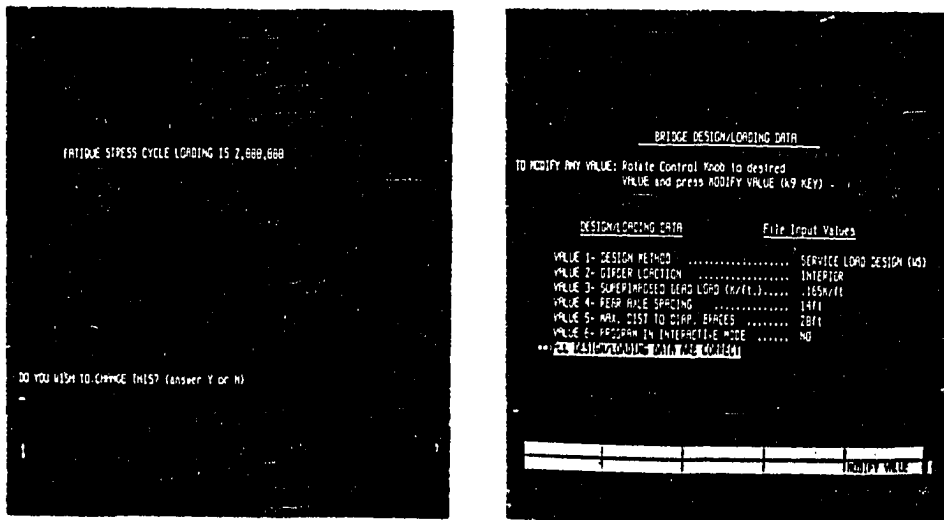 FATIQUE STRESS CYCLE LOADING IS 2,000,000
DO YOU WISH TO CHANGE THIS? (answer Y or N)
BRIDGE DESIGN/LOADING DATA
TO MODIFY ANY VALUE: Rotate Control Knob to desired
VALUE and press MODIFY VALUE (k9 KEY)
DESIGN/LOADING DATA File Input Values
VALUE 1- DESIGN METHOD .................. SERVICE LOAD DESIGN (WS)
VALUE 2- GIRDER LOACTION ................ INTERIOR
VALUE 3- SUPERIMPOSED DEAD LOAD (K/ft.)..... .165K/ft
VALUE 4- REAR AXLE SPACING .............. 14ft
VALUE 5- MAX. DIST TO DIAP. BRACES ........ 28ft
VALUE 6- PROGRAM IN INTERACTIVE MODE ...... NO
ALL DESIGN/LOADING DATA ARE CORRECT
MODIFY VALUE